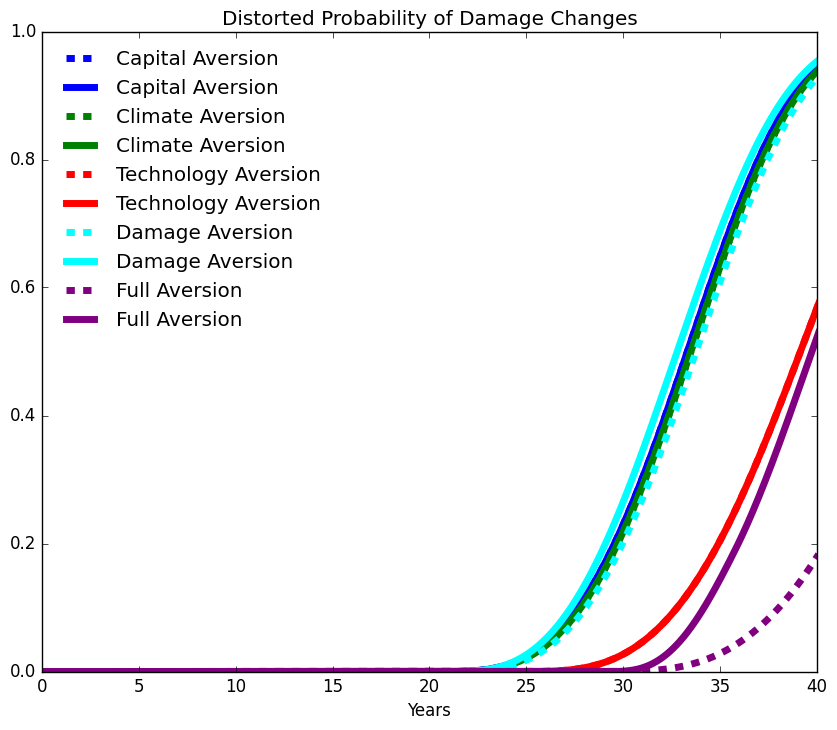 Distorted Probability of Damage Changes
1.0
0.8
0.6
0.4
0.2
0.0
Capital Aversion
Capital Aversion
Climate Aversion
Climate Aversion
Technology Aversion
Technology Aversion
Damage Aversion
Damage Aversion
Full Aversion
Full Aversion
0 5 10 15 20 25 30 35 40
Years